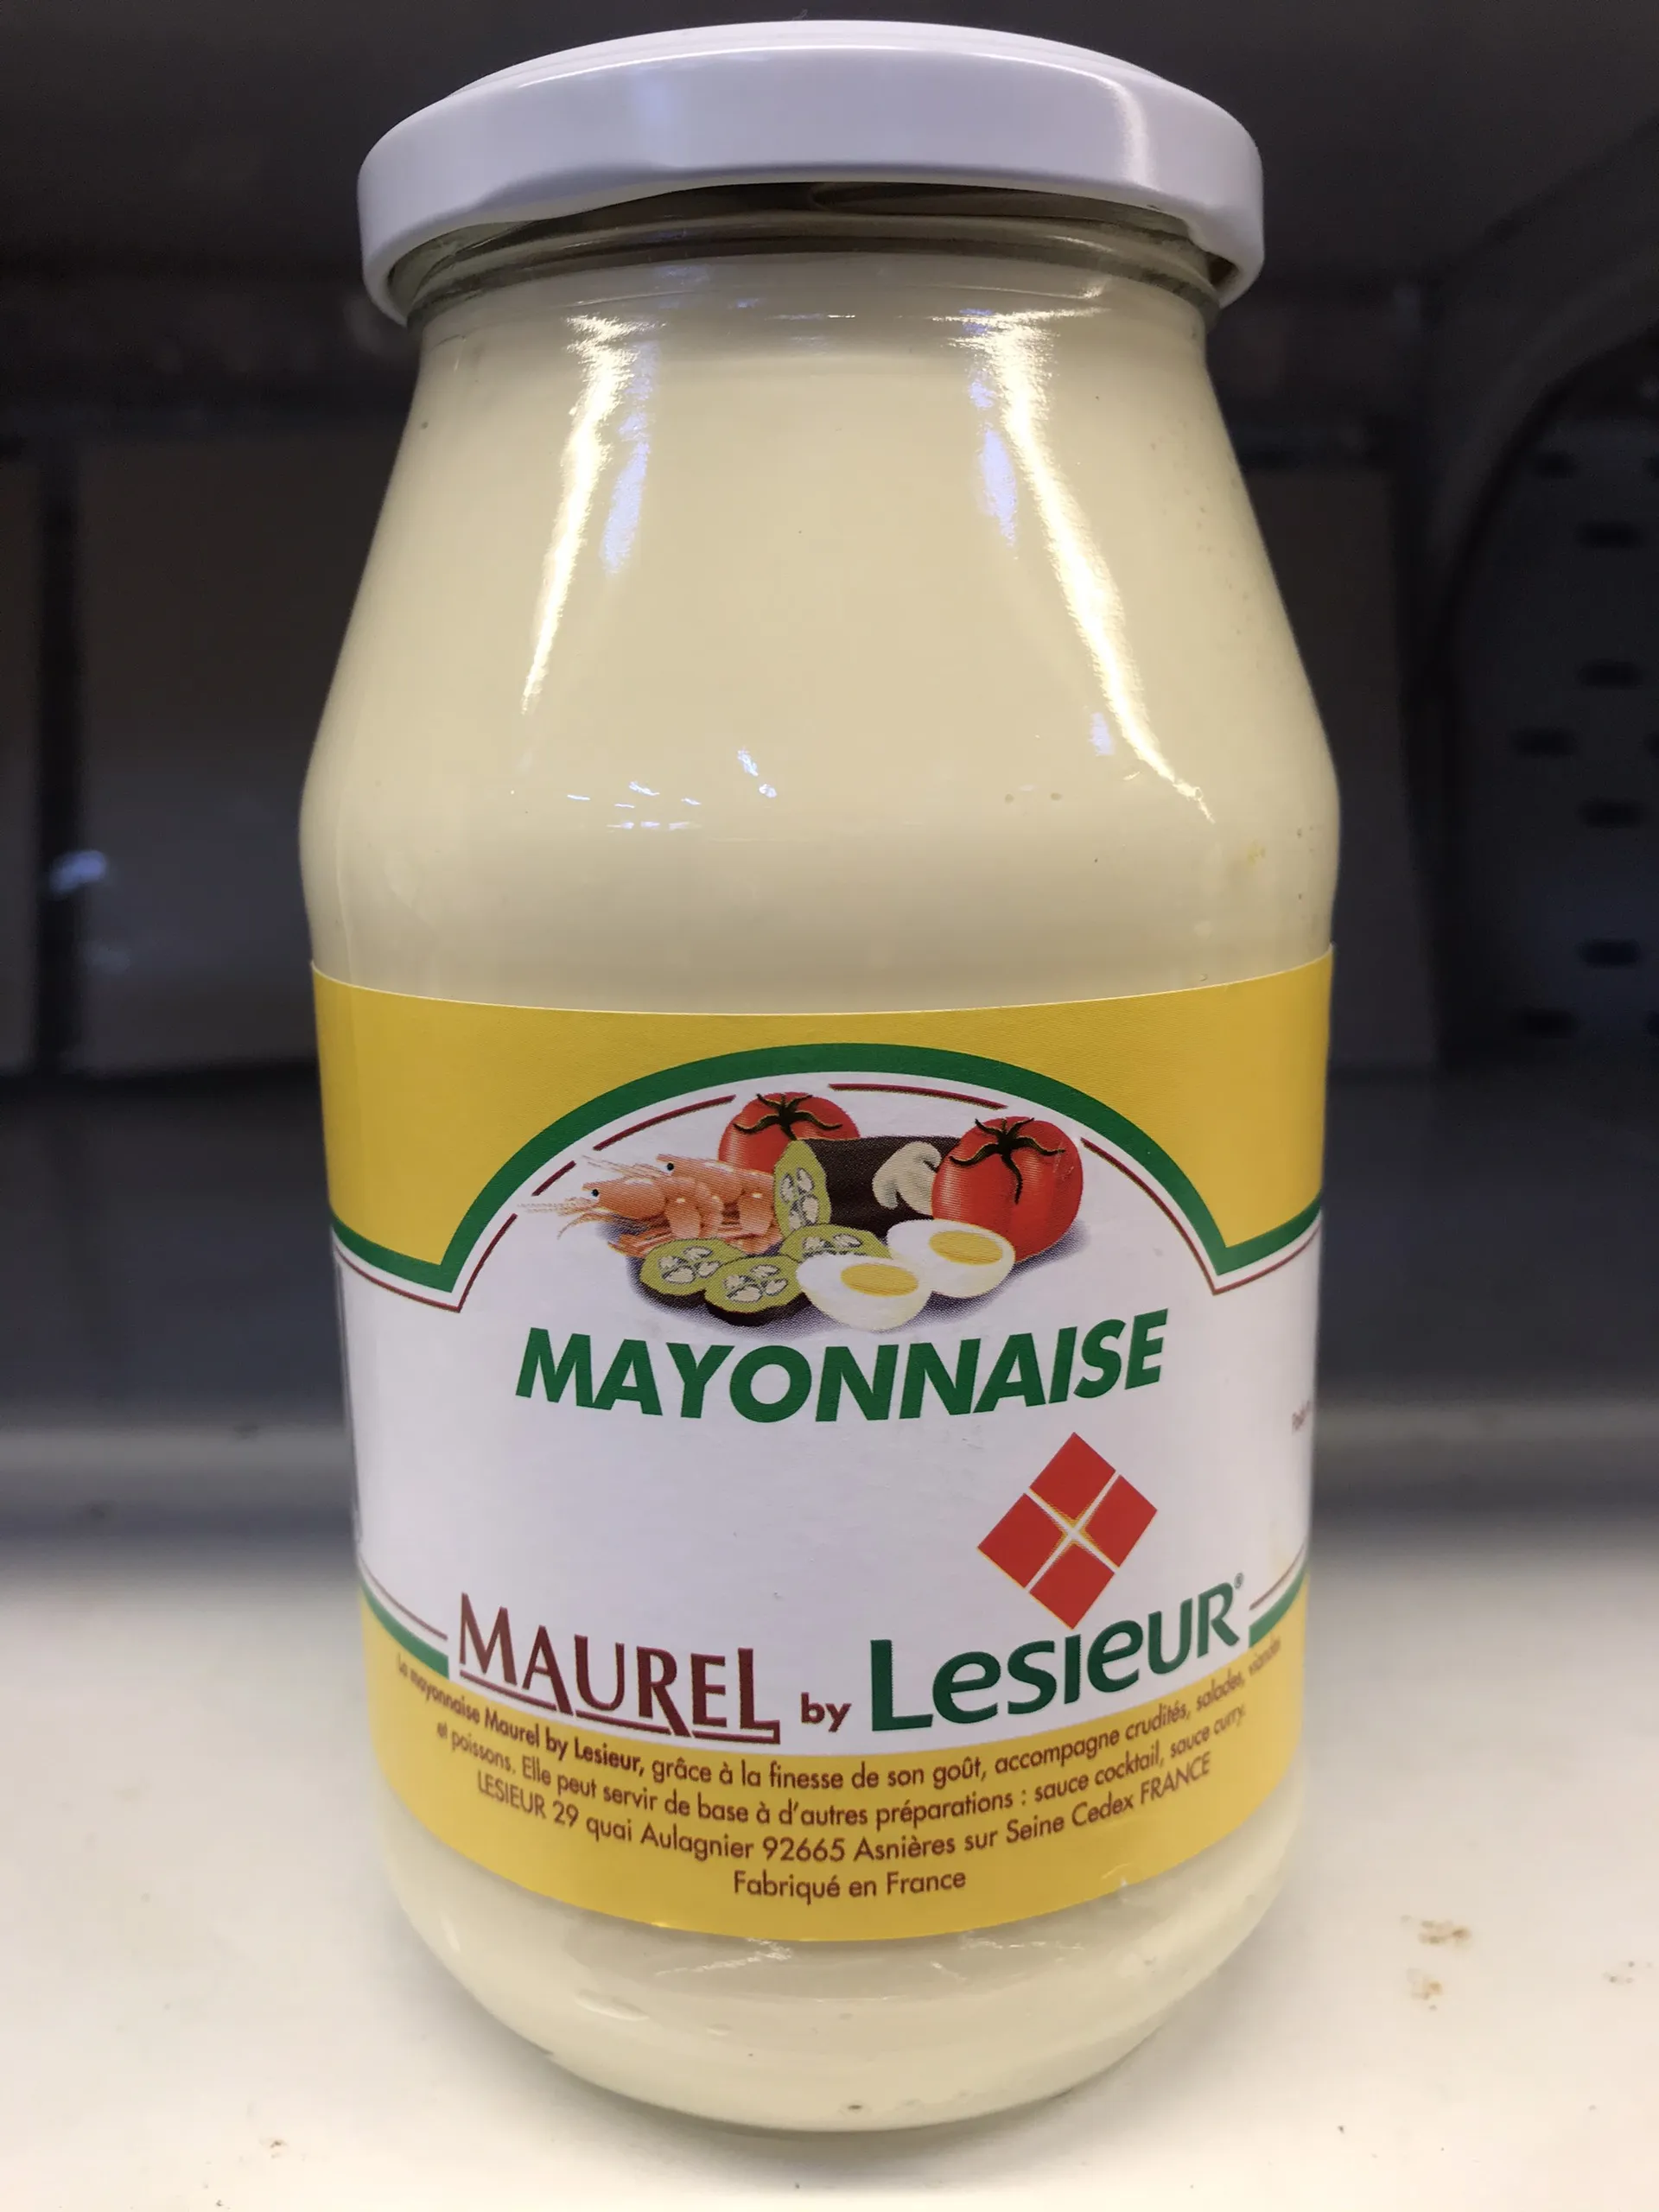 MAYONNAISE
MAUREL by Lesieur®
La mayonnaise Maurel by Lesieur, grâce à la finesse de son goût, accompagne crudités, salades, viandes
et poissons. Elle peut servir de base à d'autres préparations : sauce cocktail, sauce curry.
LESIEUR 29 quai Aulagnier 92665 Asnières sur Seine Cedex FRANCE
Fabriqué en France